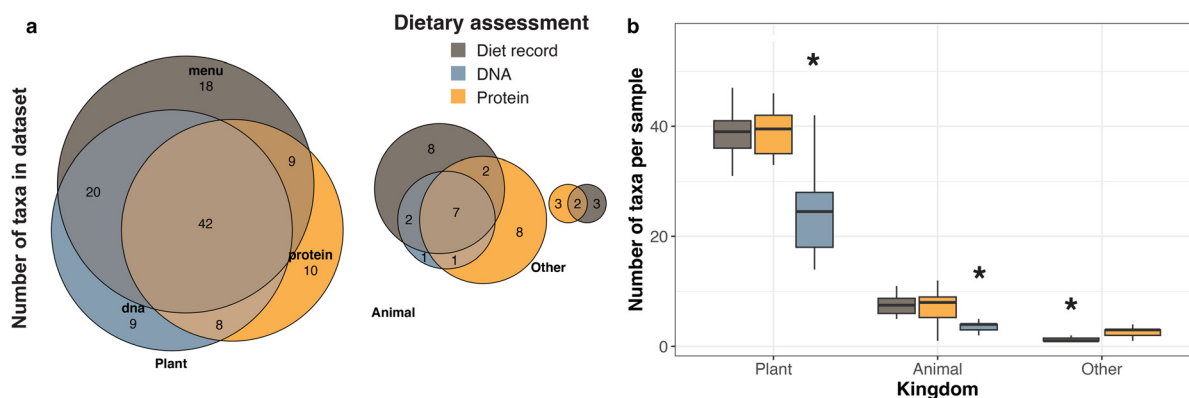 a
Dietary assessment
Diet record
DNA
Protein
Number of taxa in dataset
menu
18
9
20
42
protein
10
dna
9
8
Plant
8
2
2
7
8
1
1
3
2
3
Other
Animal
b
*
*
*
Number of taxa per sample
40
20
0
Plant
Animal
Other
Kingdom